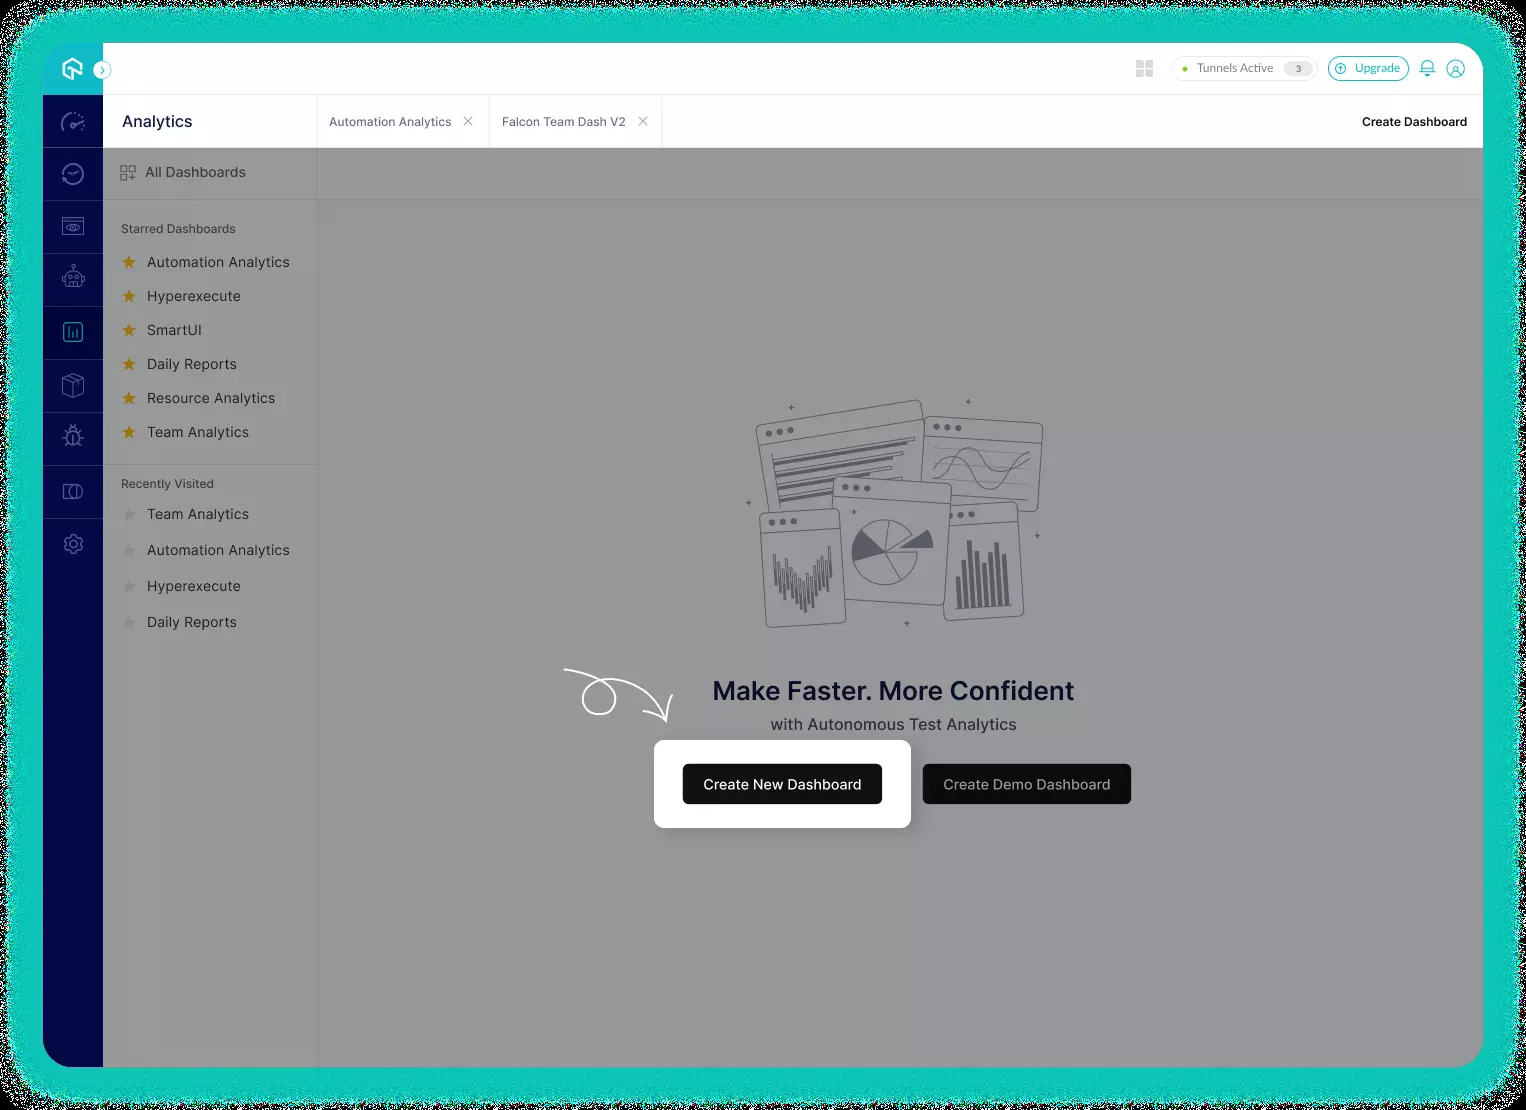 Tunnels Active 3
Upgrade
Analytics
Automation Analytics
Falcon Team Dash V2
Create Dashboard
All Dashboards
Starred Dashboards
Automation Analytics
Hyperexecute
SmartUI
Daily Reports
Resource Analytics
Team Analytics
Recently Visited
Team Analytics
Automation Analytics
Hyperexecute
Daily Reports
Make Faster. More Confident
with Autonomous Test Analytics
Create New Dashboard
Create Demo Dashboard